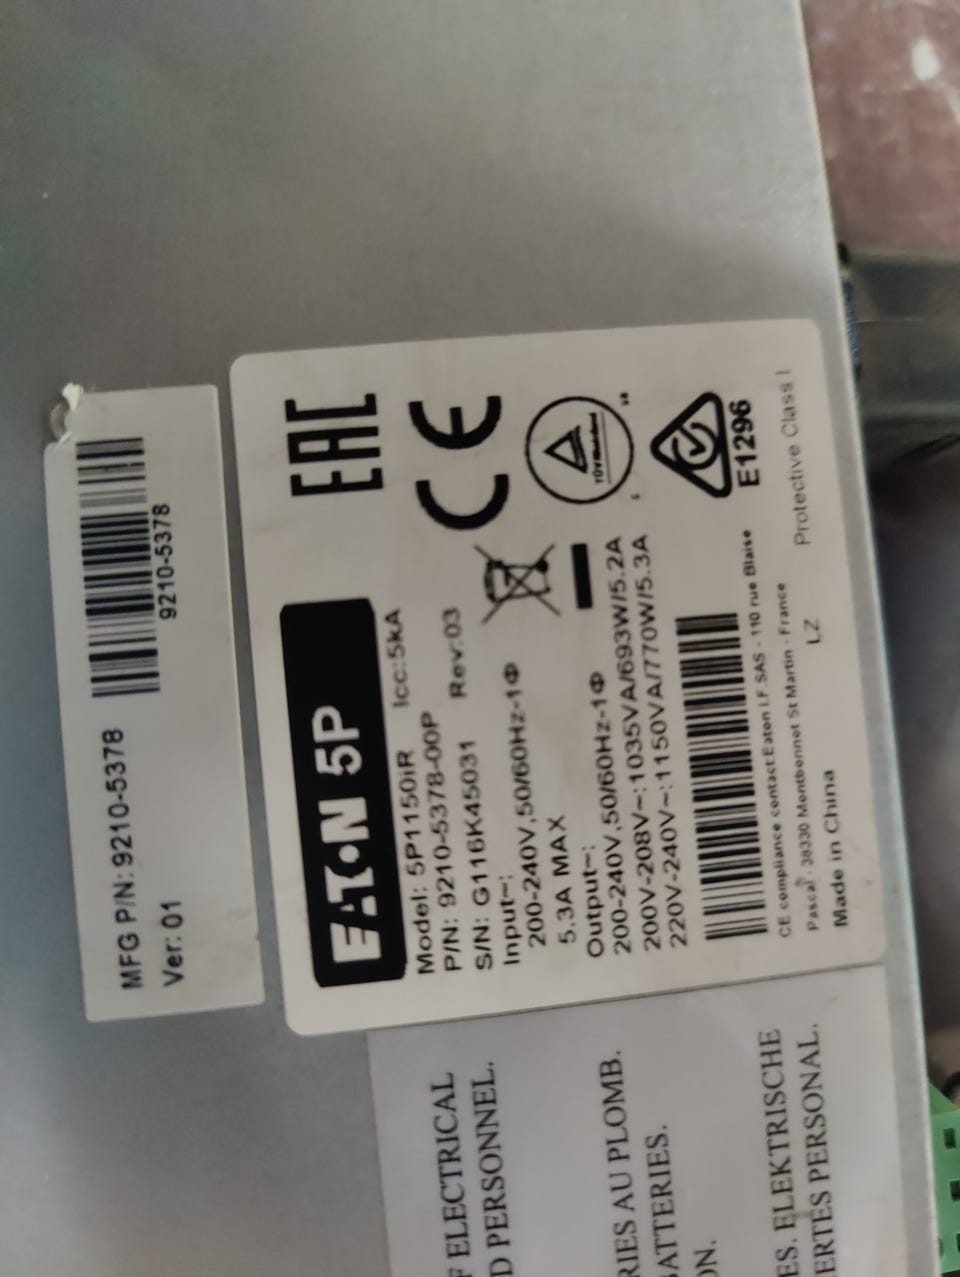 MFG P/N: 9210-5378
9210-5378
Ver: 01
EATON 5P
EAC
Model: 5P1150iR Icc:5kA
P/N: 9210-5378-00P
S/N: G116K45031 Rev:03
Input~:
200-240V,50/60Hz-1Φ
5.3A MAX
Output~:
200-240V,50/60Hz-1Φ
200V-208V~:1035VA/693W/5.2A
220V-240V~:1150VA/770W/5.3A
CE
TÜV
E1296
CE compliance contact Eaton I.F SAS - 110 rue Blaise
Pascal - 38330 Montbonnot St Martin - France
Made in China
LZ
Protective Class I
F ELECTRICAL
D PERSONNEL.
RIES AU PLOMB.
ATTERIES.
ON.
ES. ELEKTRISCHE
ERTES PERSONAL.